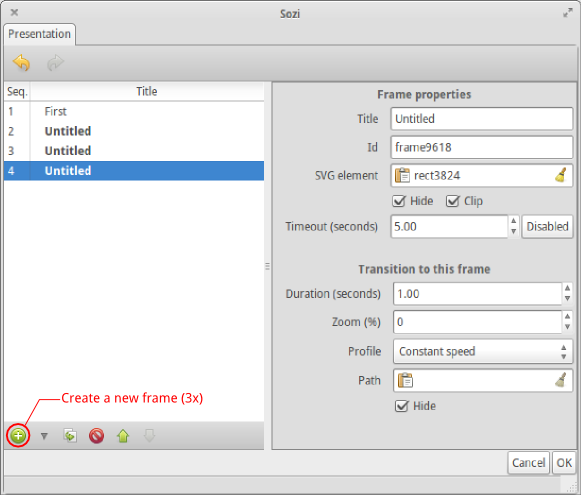 Sozi
Presentation
Seq. Title
1 First
2 Untitled
3 Untitled
4 Untitled
Create a new frame (3x)
Frame properties
Title Untitled
Id frame9618
SVG element rect3824
Hide Clip
Timeout (seconds) 5.00 Disabled
Transition to this frame
Duration (seconds) 1.00
Zoom (%) 0
Profile Constant speed
Path
Hide
Cancel OK